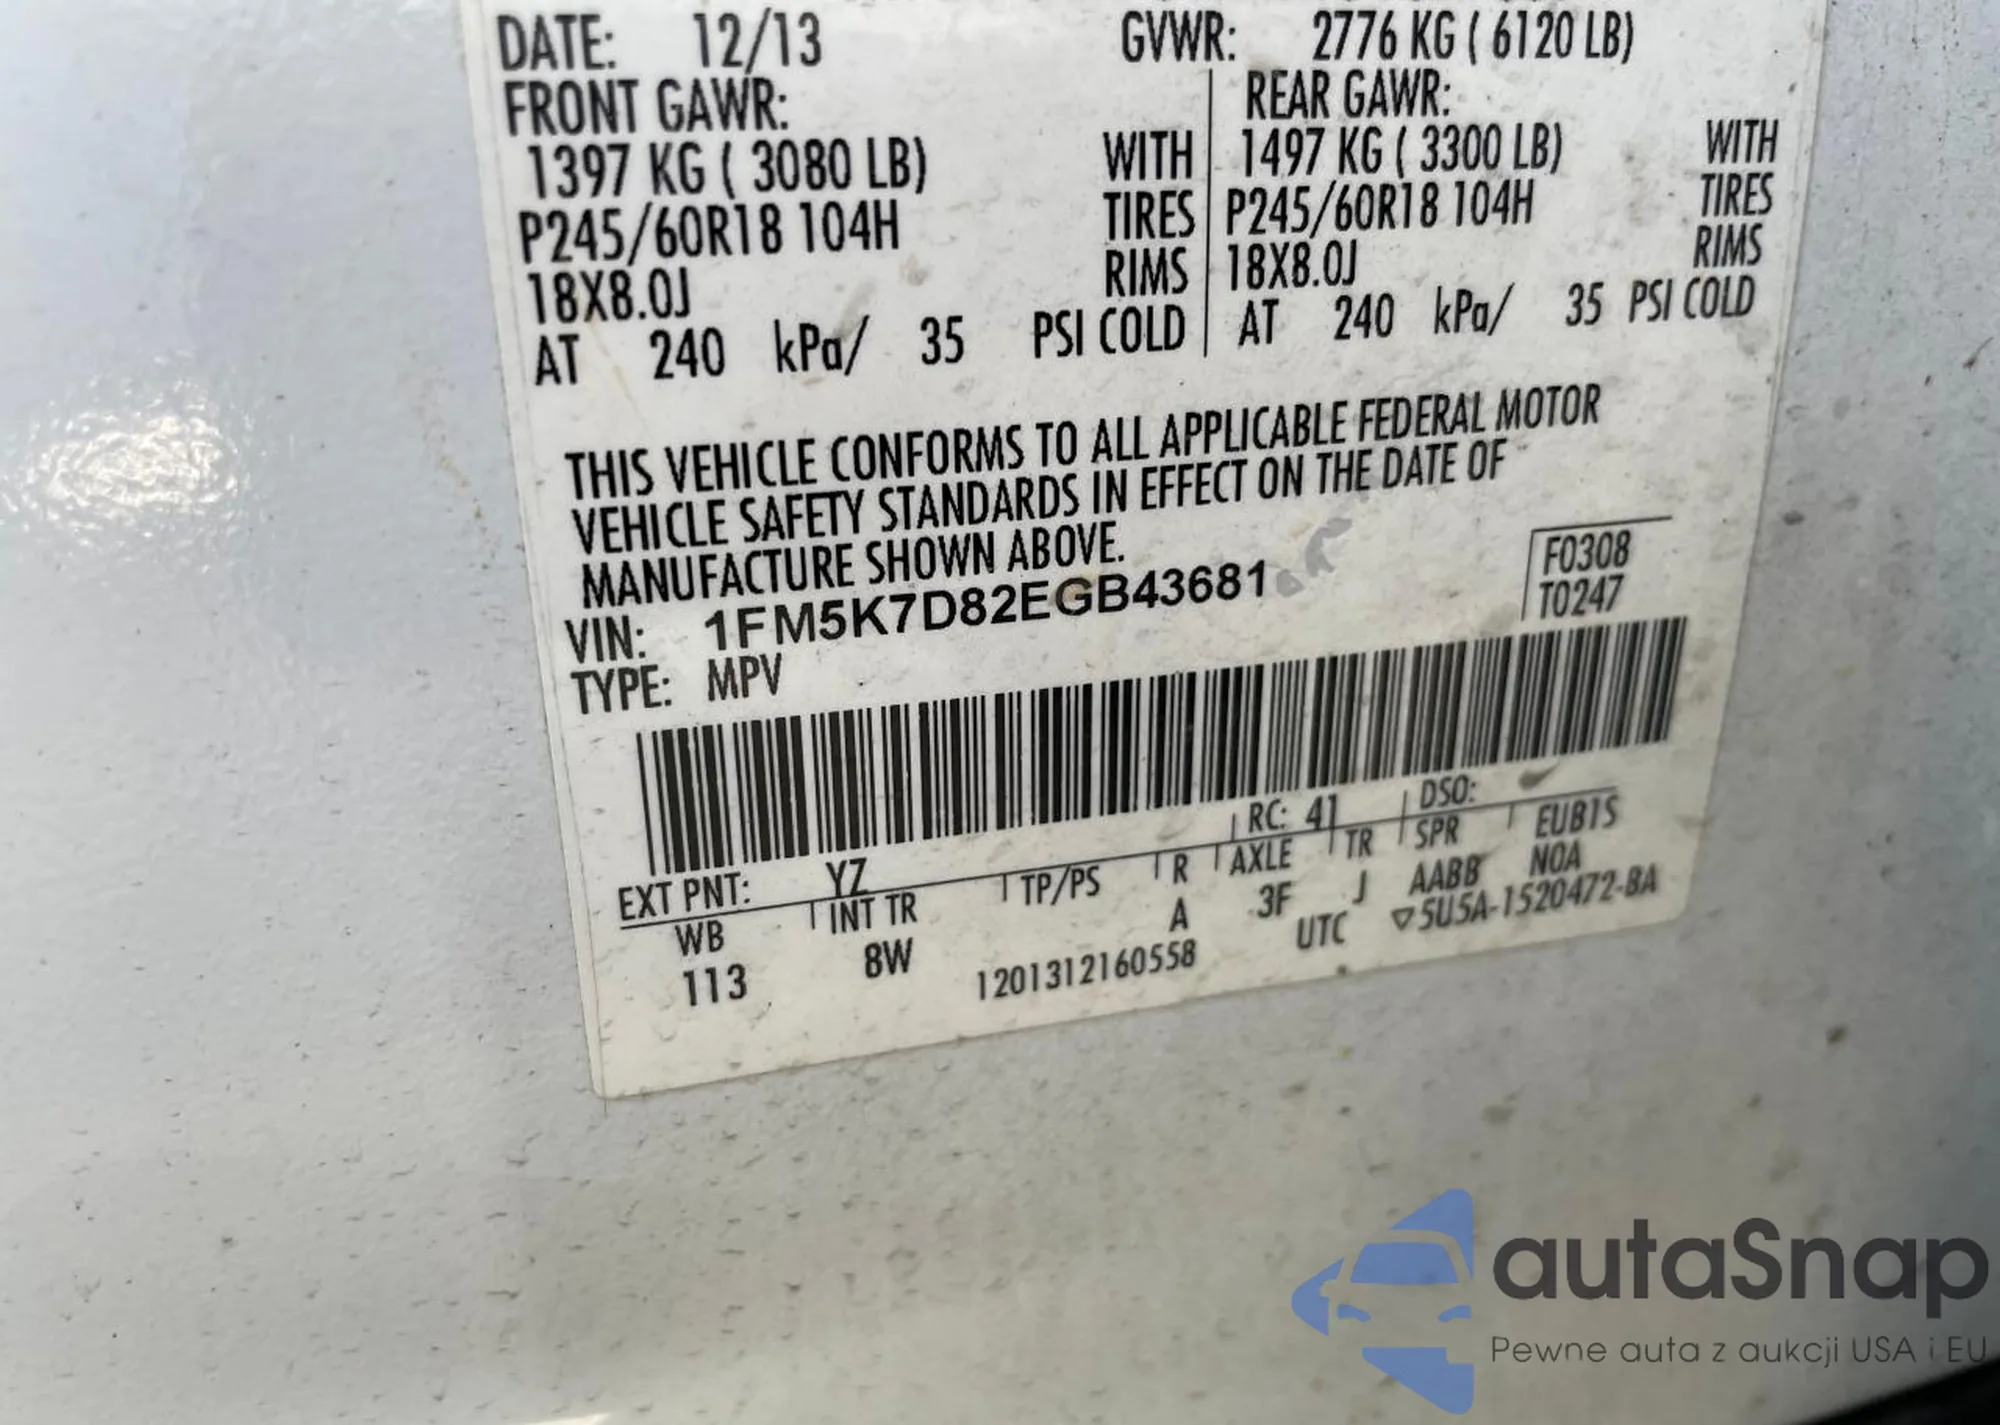 DATE: 12/13 GVWR: 2776 KG ( 6120 LB)
FRONT GAWR: REAR GAWR:
1397 KG ( 3080 LB) WITH 1497 KG ( 3300 LB) WITH
P245/60R18 104H TIRES P245/60R18 104H TIRES
18X8.0J RIMS 18X8.0J RIMS
AT 240 kPa/ 35 PSI COLD AT 240 kPa/ 35 PSI COLD
THIS VEHICLE CONFORMS TO ALL APPLICABLE FEDERAL MOTOR
VEHICLE SAFETY STANDARDS IN EFFECT ON THE DATE OF
MANUFACTURE SHOWN ABOVE.
F0308
T0247
VIN: 1FM5K7D82EGB43681
TYPE: MPV
EXT PNT: YZ RC: 41 DSO:
WB INT TR TP/PS R AXLE TR SPR EUB1S
113 8W A 3F J AABB NOA
1201312160558 UTC ▽5U5A-1520472-BA
autaSnap
Pewne auta z aukcji USA i EU